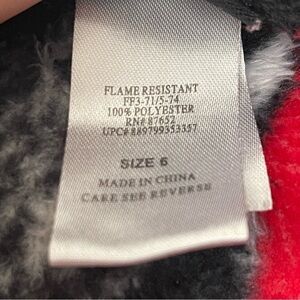 FLAME RESISTANT
FF3-71/5-74
100% POLYESTER
RN# 87652
UPC# 889799353357
SIZE 6
MADE IN CHINA
CARE SEE REVERSE